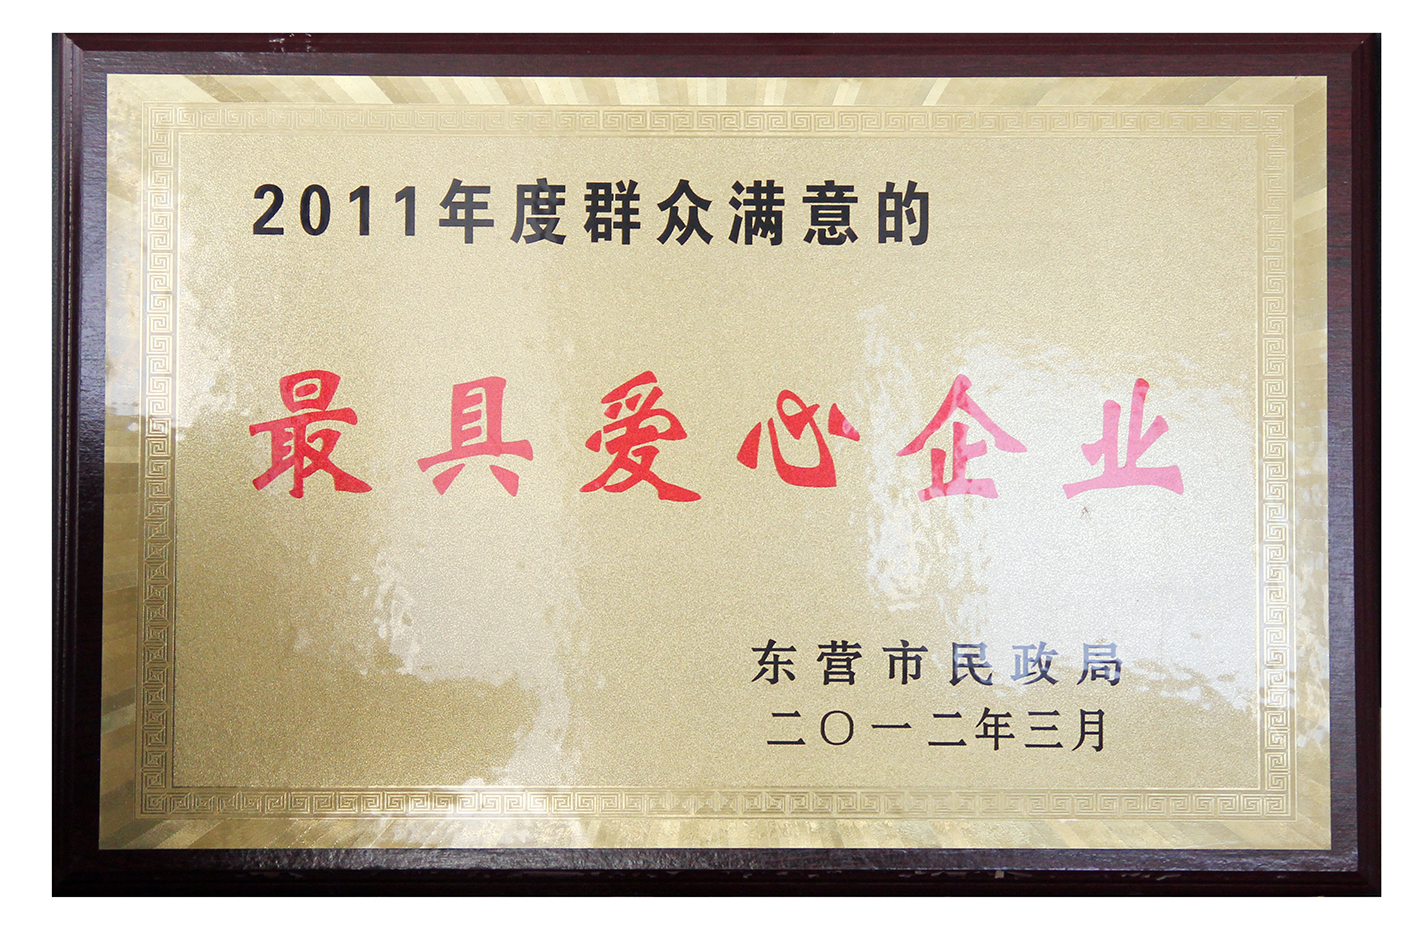 2011年度群众满意的
最具爱心企业
东营市民政局
二〇一二年三月